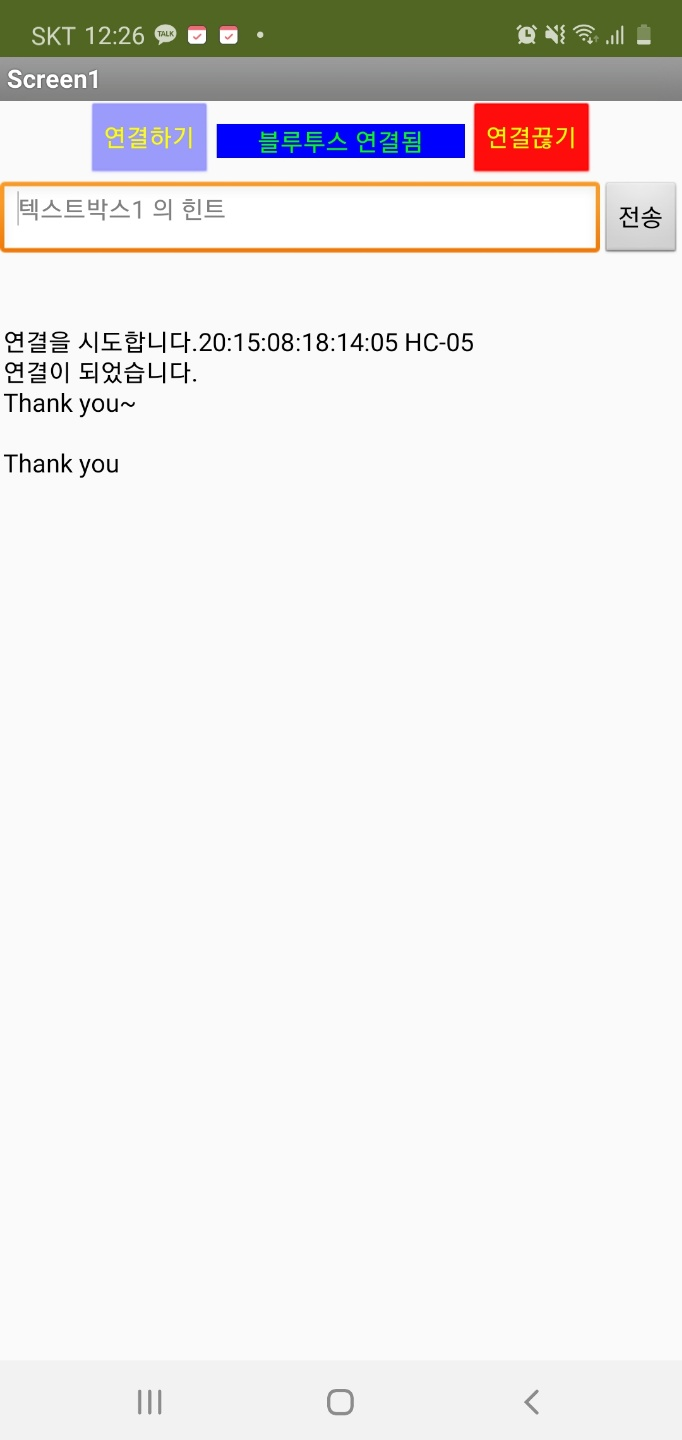 SKT 12:26 TALK
Screen1
연결하기 블루투스 연결됨 연결끊기
텍스트박스1 의 힌트 전송
연결을 시도합니다.20:15:08:18:14:05 HC-05
연결이 되었습니다.
Thank you~
Thank you